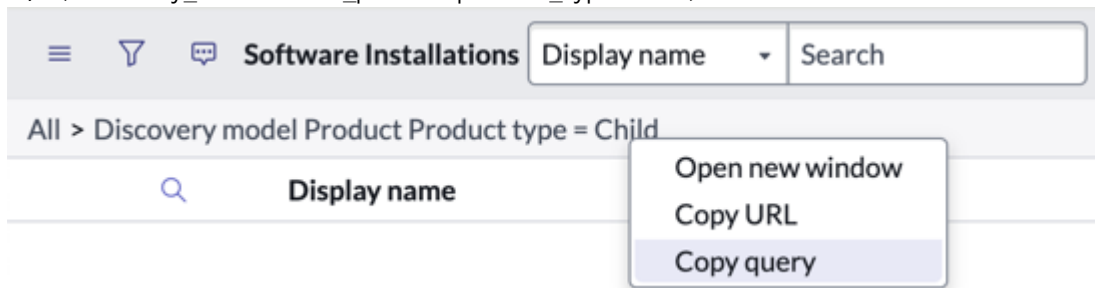 Software Installations Display name Search
All > Discovery model Product Product type = Child
Open new window
Display name
Copy URL
Copy query